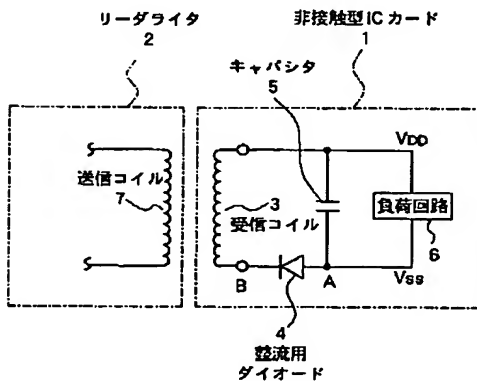 リーダライタ
2
非接触型ICカード
1
キャパシタ
5
VDD
送信コイル
7
3
受信コイル
負荷回路
6
B
A
VSS
4
整流用
ダイオード